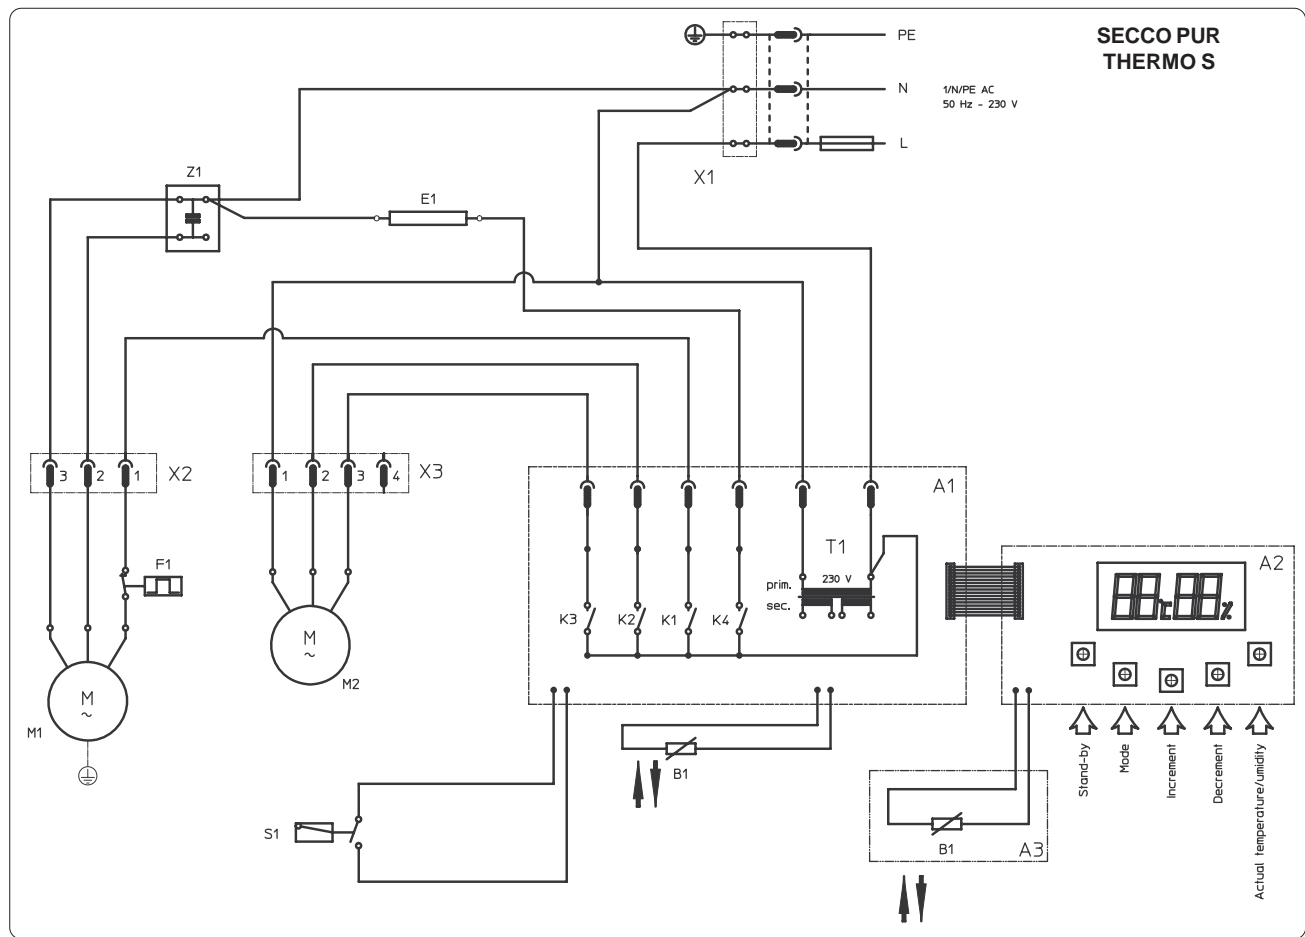 SECCO PUR
THERMO S
PE
N
1/N/PE AC
50 Hz - 230 V
L
X1
Z1
E1
3
2
1
X2
1
2
3
4
X3
A1
F1
T1
prim.
230 V
sec.
K3
K2
K1
K4
A2
88°C88%
M
~
M1
M
~
M2
B1
S1
B1
A3
Stand-by
Mode
Increment
Decrement
Actual temperature/umidity